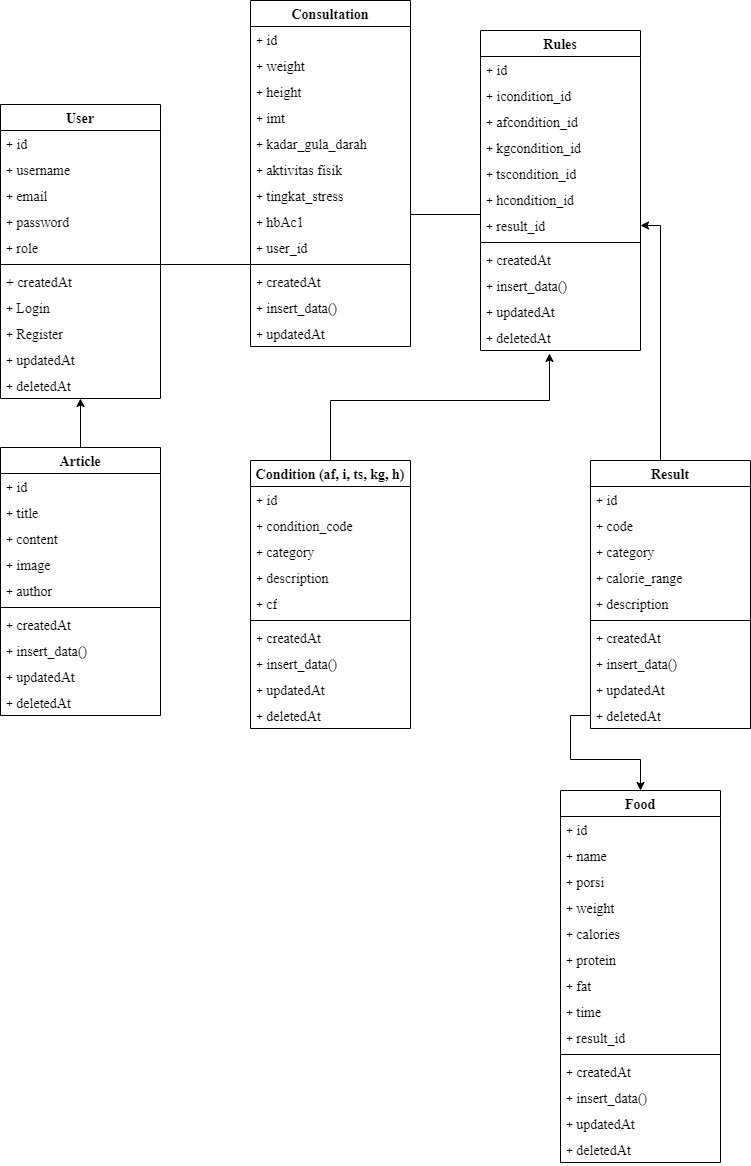 Consultation
+ id
+ weight
+ height
+ imt
+ kadar_gula_darah
+ aktivitas fisik
+ tingkat_stress
+ hbAc1
+ user_id
+ createdAt
+ insert_data()
+ updatedAt
Rules
+ id
+ icondition_id
+ afcondition_id
+ kgcondition_id
+ tscondition_id
+ hcondition_id
+ result_id
+ createdAt
+ insert_data()
+ updatedAt
+ deletedAt
User
+ id
+ username
+ email
+ password
+ role
+ createdAt
+ Login
+ Register
+ updatedAt
+ deletedAt
Article
+ id
+ title
+ content
+ image
+ author
+ createdAt
+ insert_data()
+ updatedAt
+ deletedAt
Condition (af, i, ts, kg, h)
+ id
+ condition_code
+ category
+ description
+ cf
+ createdAt
+ insert_data()
+ updatedAt
+ deletedAt
Result
+ id
+ code
+ category
+ calorie_range
+ description
+ createdAt
+ insert_data()
+ updatedAt
+ deletedAt
Food
+ id
+ name
+ porsi
+ weight
+ calories
+ protein
+ fat
+ time
+ result_id
+ createdAt
+ insert_data()
+ updatedAt
+ deletedAt